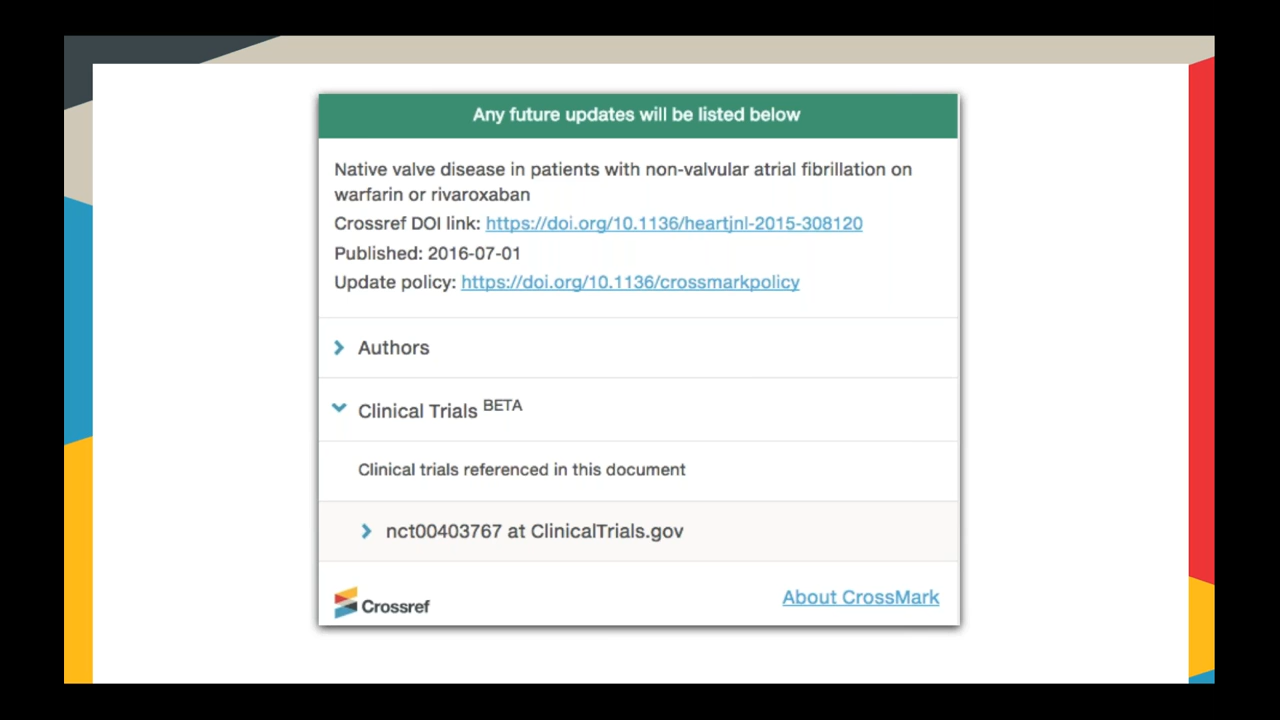 Any future updates will be listed below
Native valve disease in patients with non-valvular atrial fibrillation on
warfarin or rivaroxaban
Crossref DOI link: https://doi.org/10.1136/heartjnl-2015-308120
Published: 2016-07-01
Update policy: https://doi.org/10.1136/crossmarkpolicy
Authors
Clinical Trials BETA
Clinical trials referenced in this document
nct00403767 at ClinicalTrials.gov
Crossref
About CrossMark